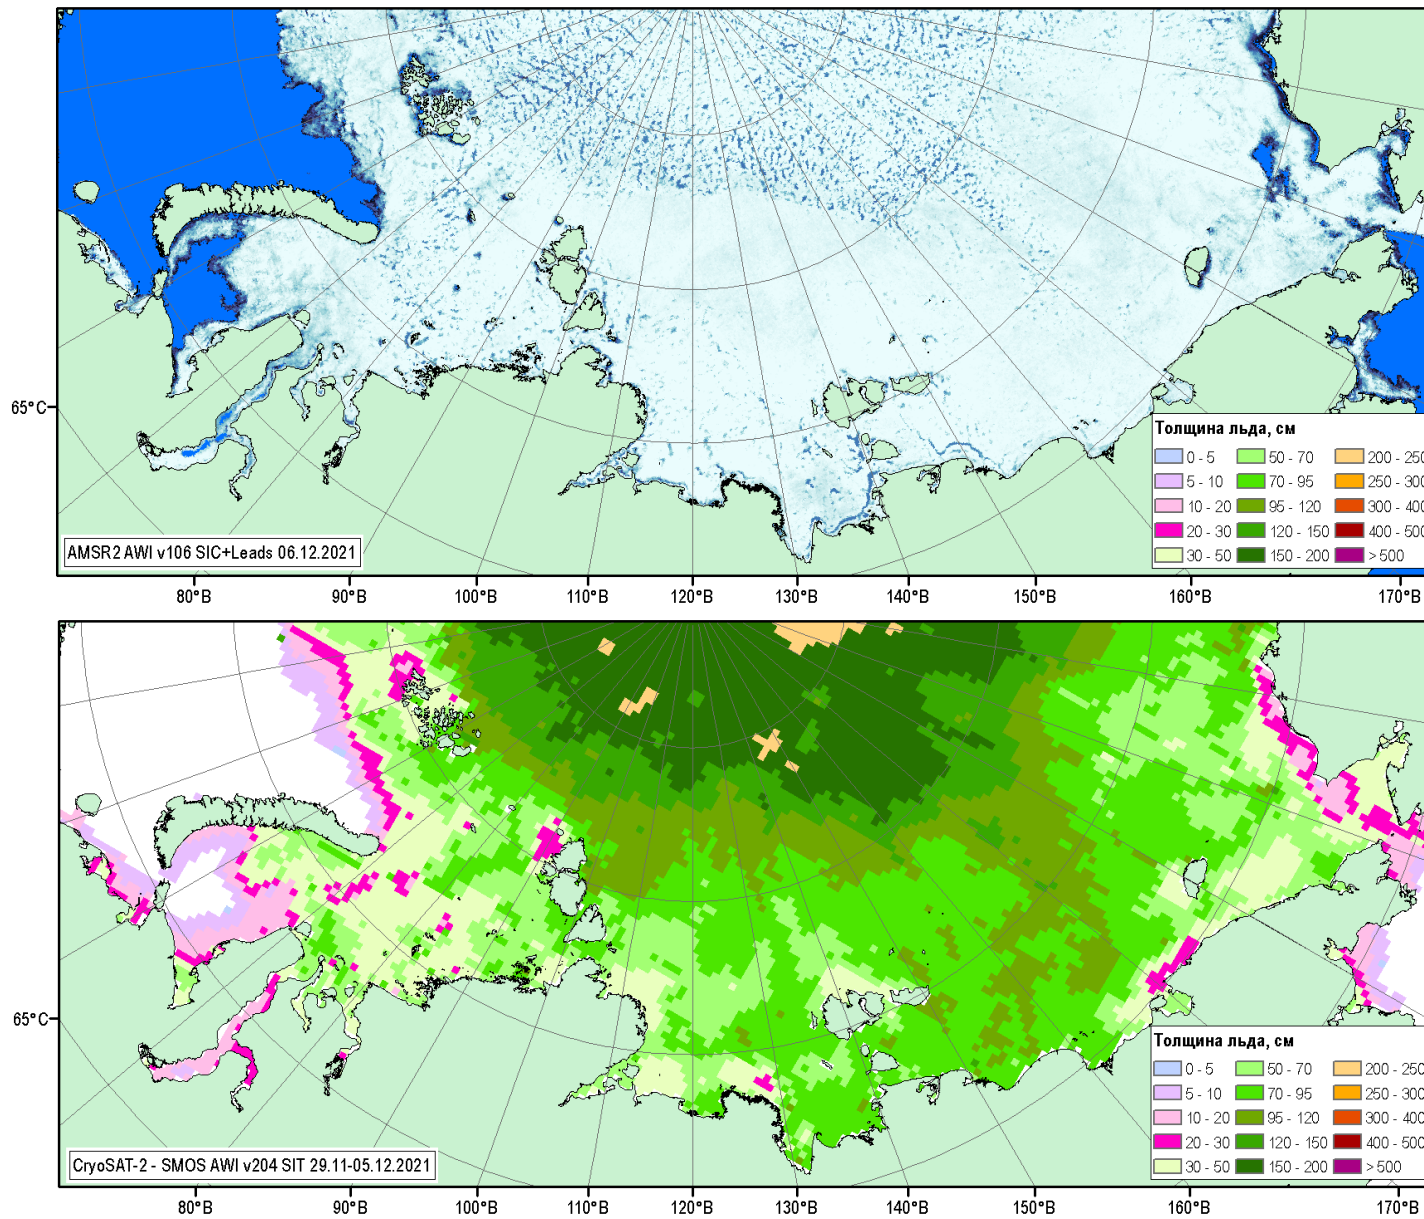 65°С
Толщина льда, см
0 - 5 50 - 70 200 - 250
5 - 10 70 - 95 250 - 300
10 - 20 95 - 120 300 - 400
20 - 30 120 - 150 400 - 500
30 - 50 150 - 200 > 500
AMSR2 AWI v106 SIC+Leads 06.12.2021
80°В 90°В 100°В 110°В 120°В 130°В 140°В 150°В 160°В 170°В
65°С
Толщина льда, см
0 - 5 50 - 70 200 - 250
5 - 10 70 - 95 250 - 300
10 - 20 95 - 120 300 - 400
20 - 30 120 - 150 400 - 500
30 - 50 150 - 200 > 500
CryoSAT-2 - SMOS AWI v204 SIT 29.11-05.12.2021
80°В 90°В 100°В 110°В 120°В 130°В 140°В 150°В 160°В 170°В